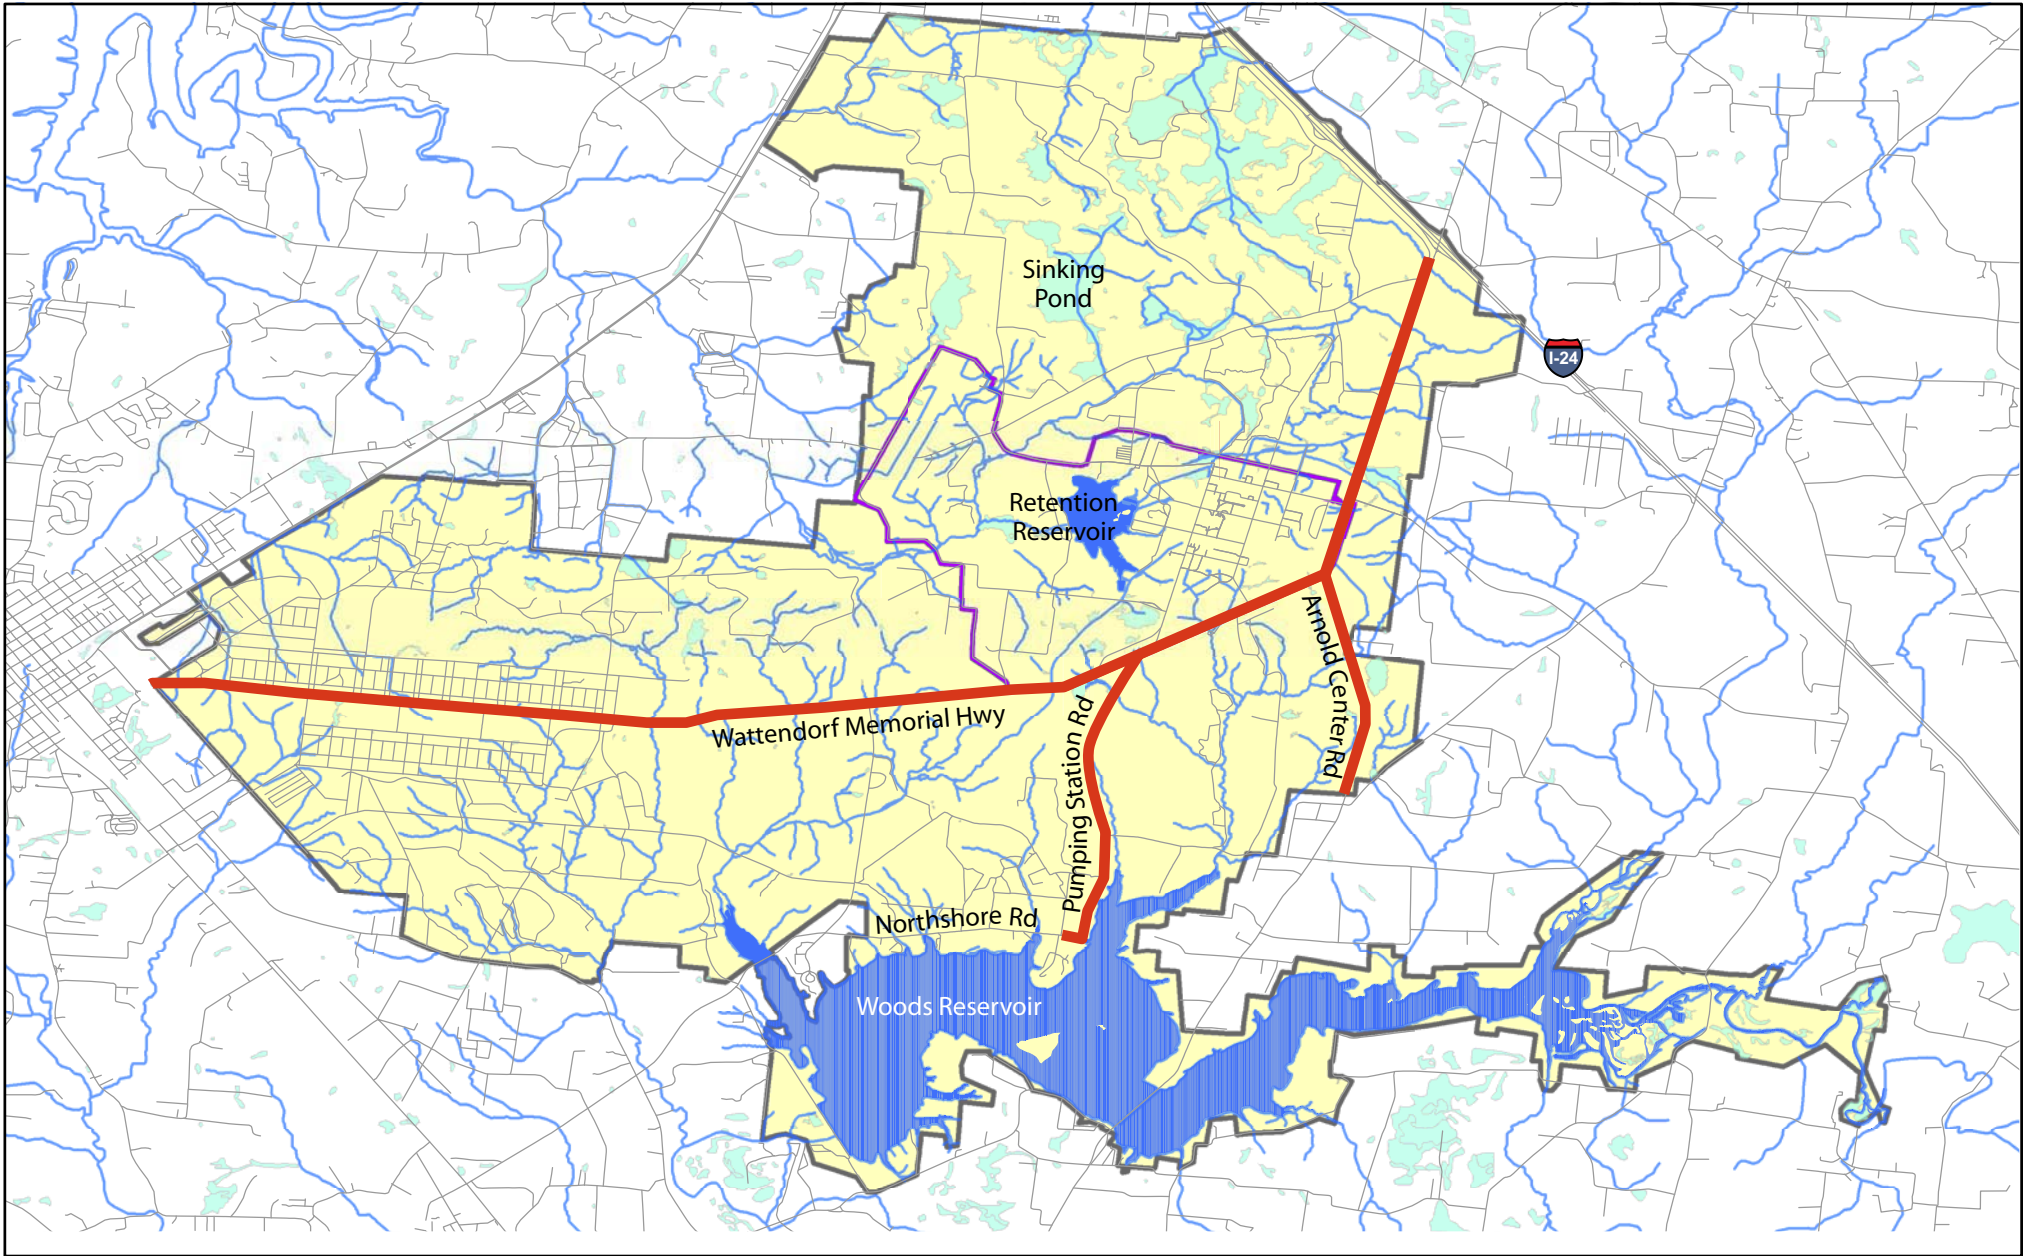 Sinking
Pond
I-24
Retention
Reservoir
Arnold Center Rd
Wattendorf Memorial Hwy
Pumping Station Rd
Northshore Rd
Woods Reservoir